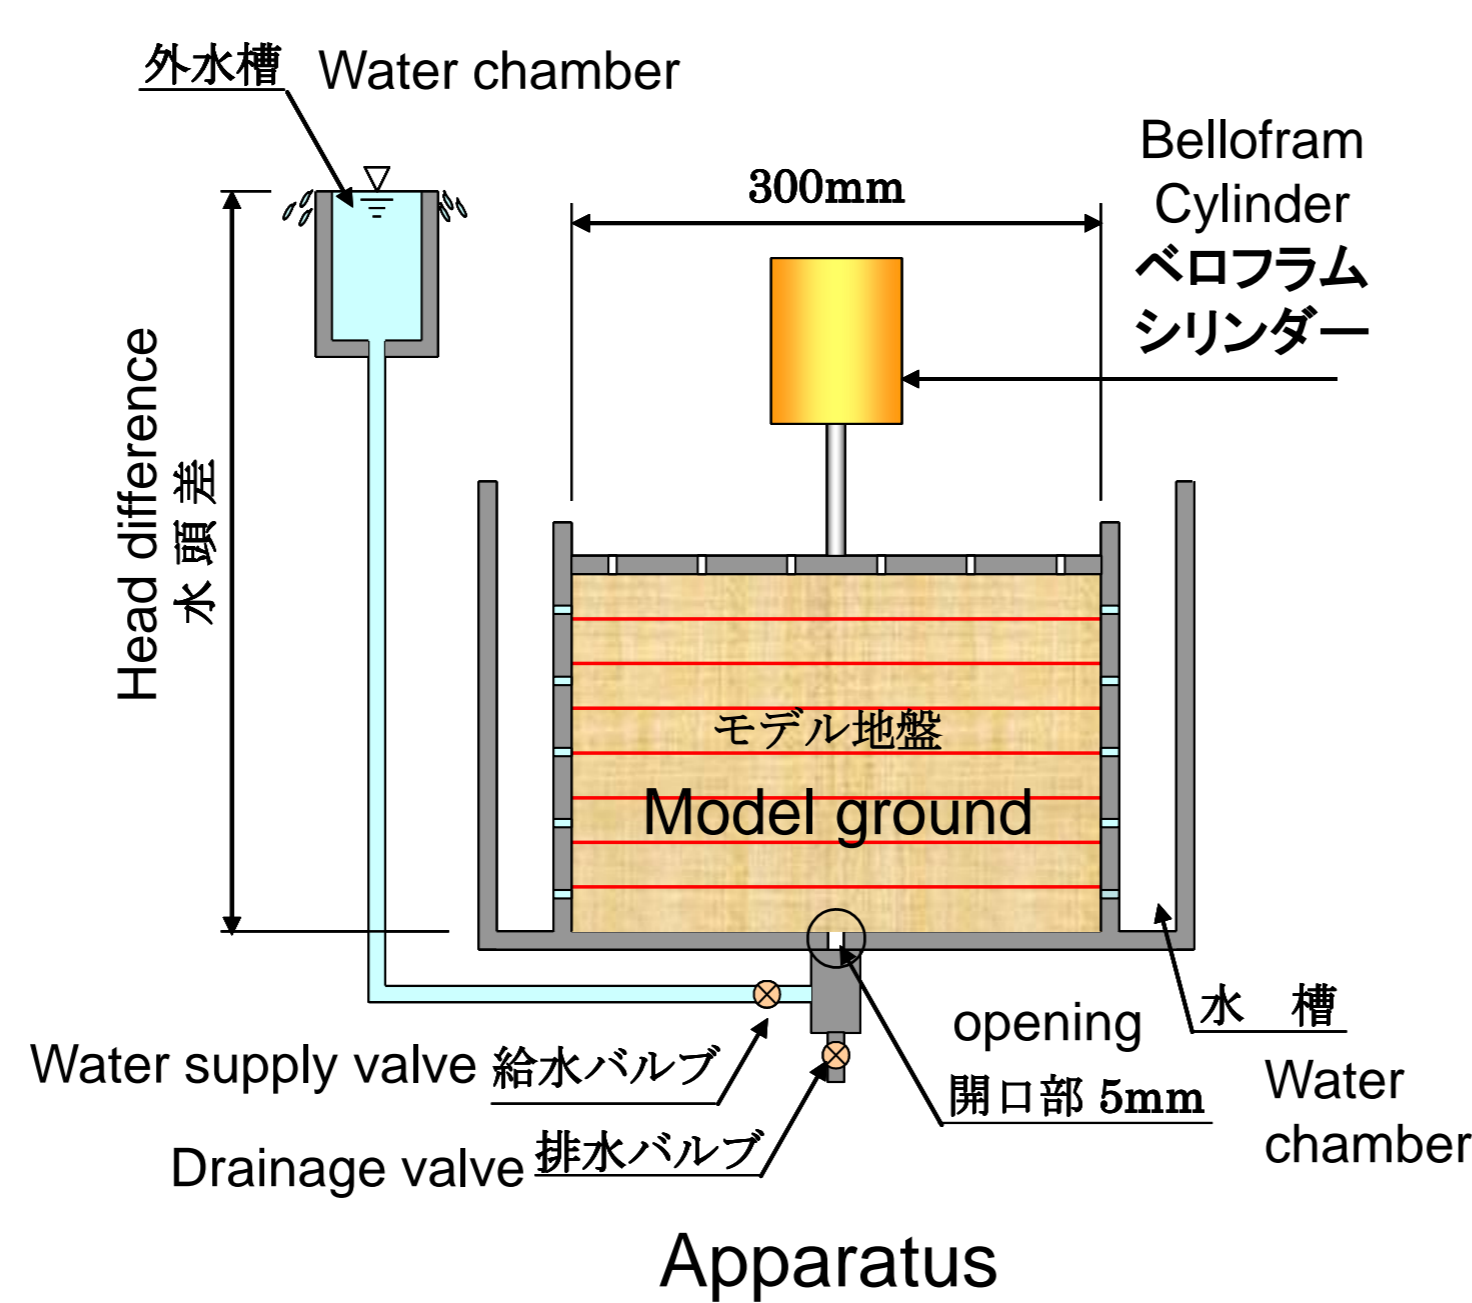 外水槽 Water chamber
Bellofram
Cylinder
ベロフラム
シリンダー
300mm
Head difference
水頭差
モデル地盤
Model ground
水 槽
Water
chamber
opening
開口部 5mm
Water supply valve 給水バルブ
Drainage valve 排水バルブ
Apparatus